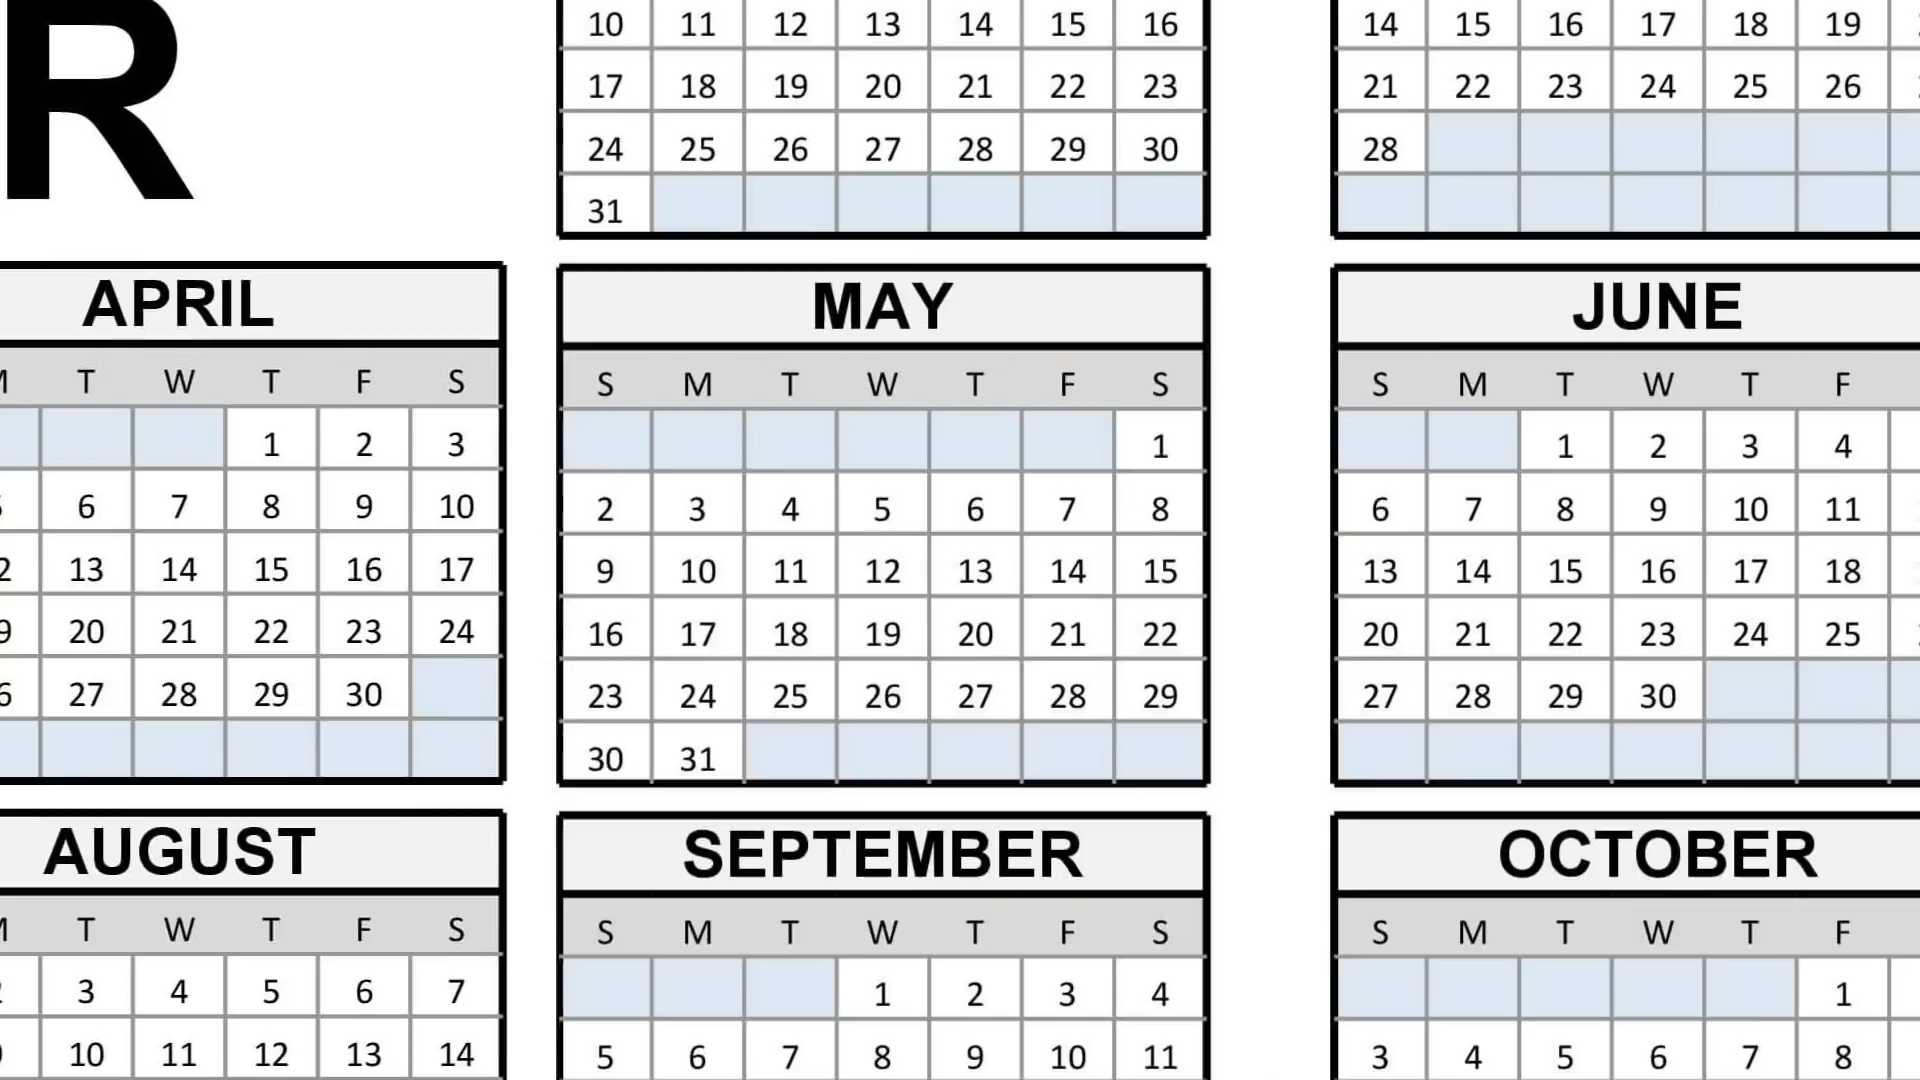 R
10 11 12 13 14 15 16
17 18 19 20 21 22 23
24 25 26 27 28 29 30
31
14 15 16 17 18 19
21 22 23 24 25 26
28
APRIL
T W T F S
1 2 3
6 7 8 9 10
13 14 15 16 17
20 21 22 23 24
27 28 29 30
MAY
S M T W T F S
1
2 3 4 5 6 7 8
9 10 11 12 13 14 15
16 17 18 19 20 21 22
23 24 25 26 27 28 29
30 31
JUNE
S M T W T F
1 2 3 4
6 7 8 9 10 11
13 14 15 16 17 18
20 21 22 23 24 25
27 28 29 30
AUGUST
T W T F S
3 4 5 6 7
10 11 12 13 14
SEPTEMBER
S M T W T F S
1 2 3 4
5 6 7 8 9 10 11
OCTOBER
S M T W T F
1
3 4 5 6 7 8